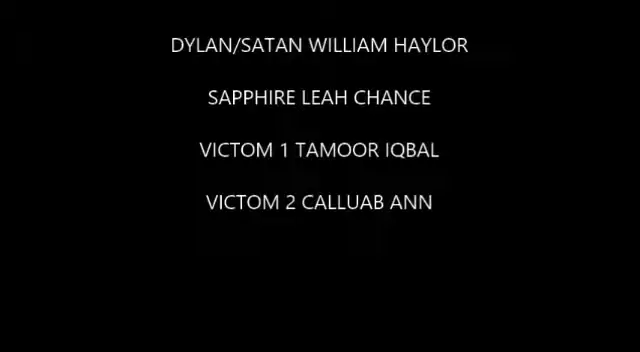 DYLAN/SATAN WILLIAM HAYLOR
SAPPHIRE LEAH CHANCE
VICTOM 1 TAMOOR IQBAL
VICTOM 2 CALLUAB ANN